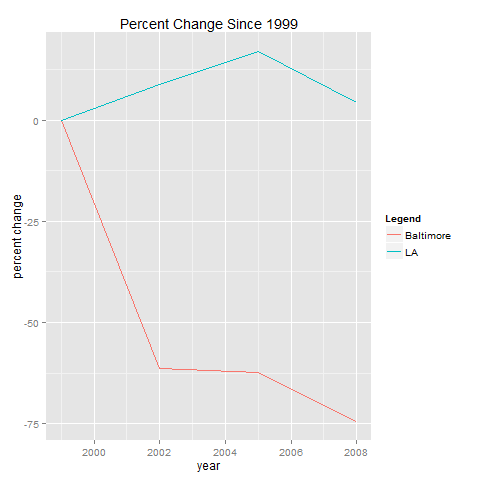 Percent Change Since 1999
percent change
0
-25
-50
-75
2000 2002 2004 2006 2008
year
Legend
Baltimore
LA